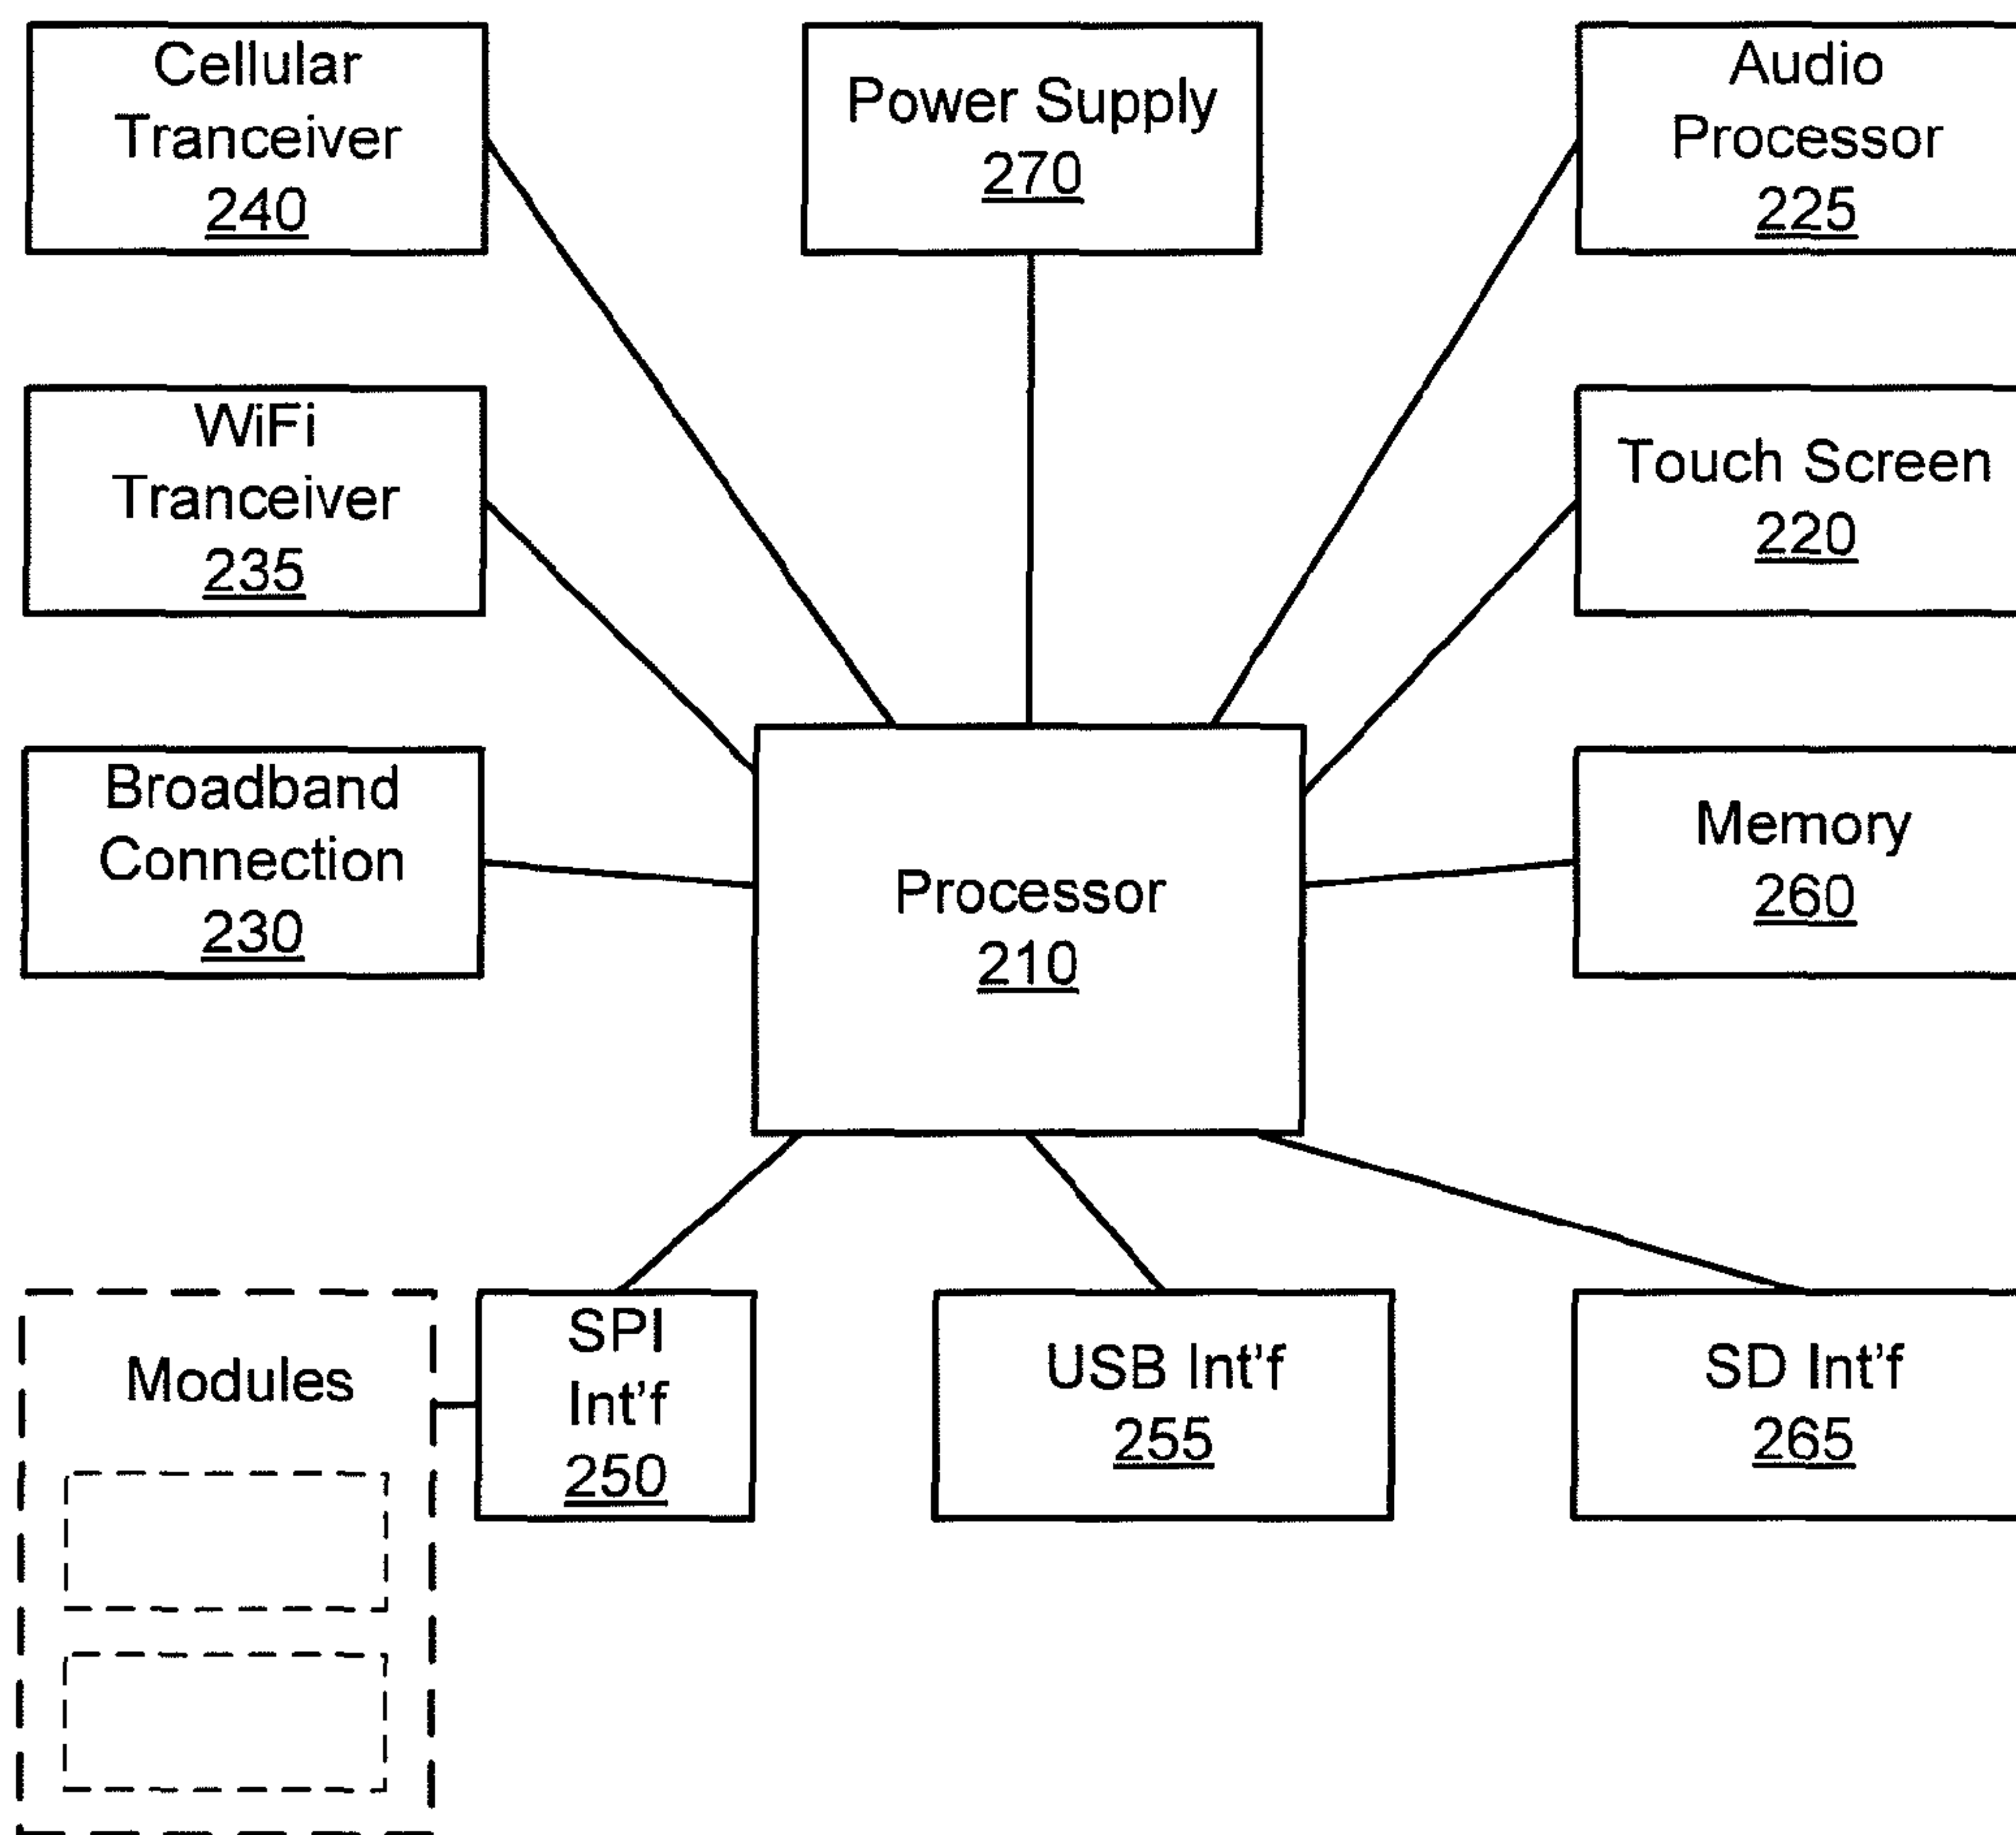 Cellular
Tranceiver
240
Power Supply
270
Audio
Processor
225
WiFi
Tranceiver
235
Touch Screen
220
Broadband
Connection
230
Processor
210
Memory
260
Modules
SPI
Int'f
250
USB Int'f
255
SD Int'f
265